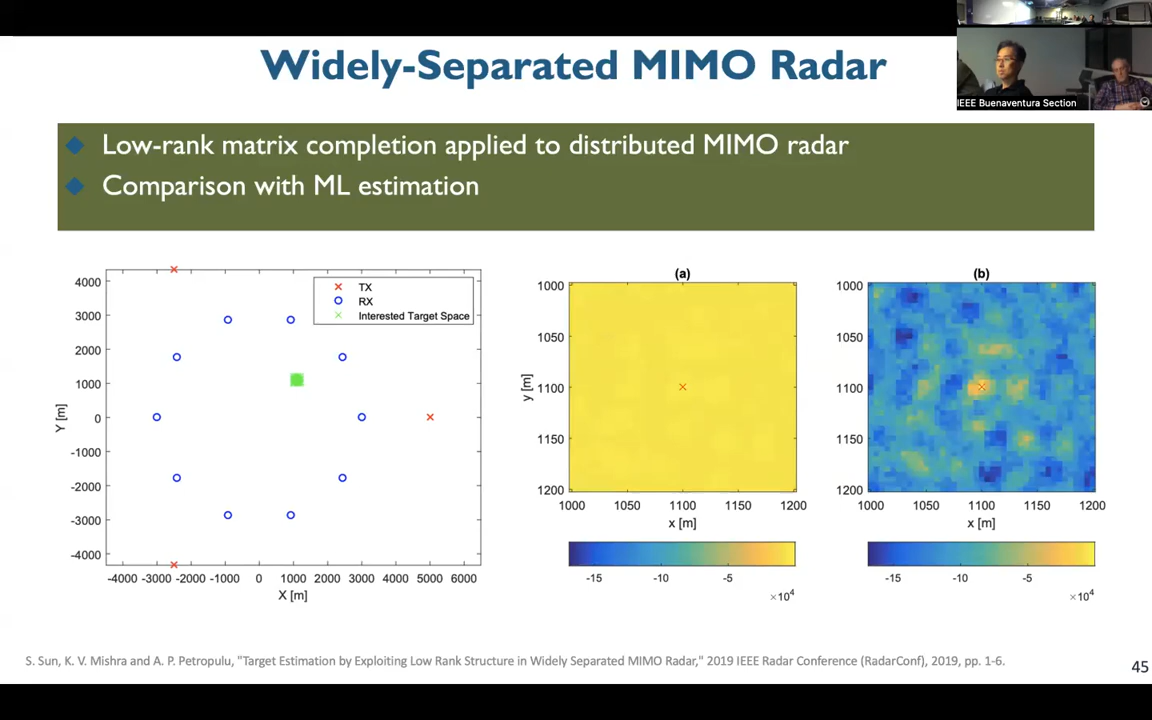 Widely-Separated MIMO Radar
IEEE Buenaventura Section
Low-rank matrix completion applied to distributed MIMO radar
Comparison with ML estimation
TX
RX
Interested Target Space
4000
3000
2000
1000
0
-1000
-2000
-3000
-4000
Y [m]
-4000 -3000 -2000 -1000 0 1000 2000 3000 4000 5000 6000
X [m]
(a)
1000
1050
1100
1150
1200
y [m]
1000 1050 1100 1150 1200
x [m]
-15 -10 -5
×10⁴
(b)
1000
1050
1100
1150
1200
1000 1050 1100 1150 1200
x [m]
-15 -10 -5
×10⁴
S. Sun, K. V. Mishra and A. P. Petropulu, "Target Estimation by Exploiting Low Rank Structure in Widely Separated MIMO Radar," 2019 IEEE Radar Conference (RadarConf), 2019, pp. 1-6.
45